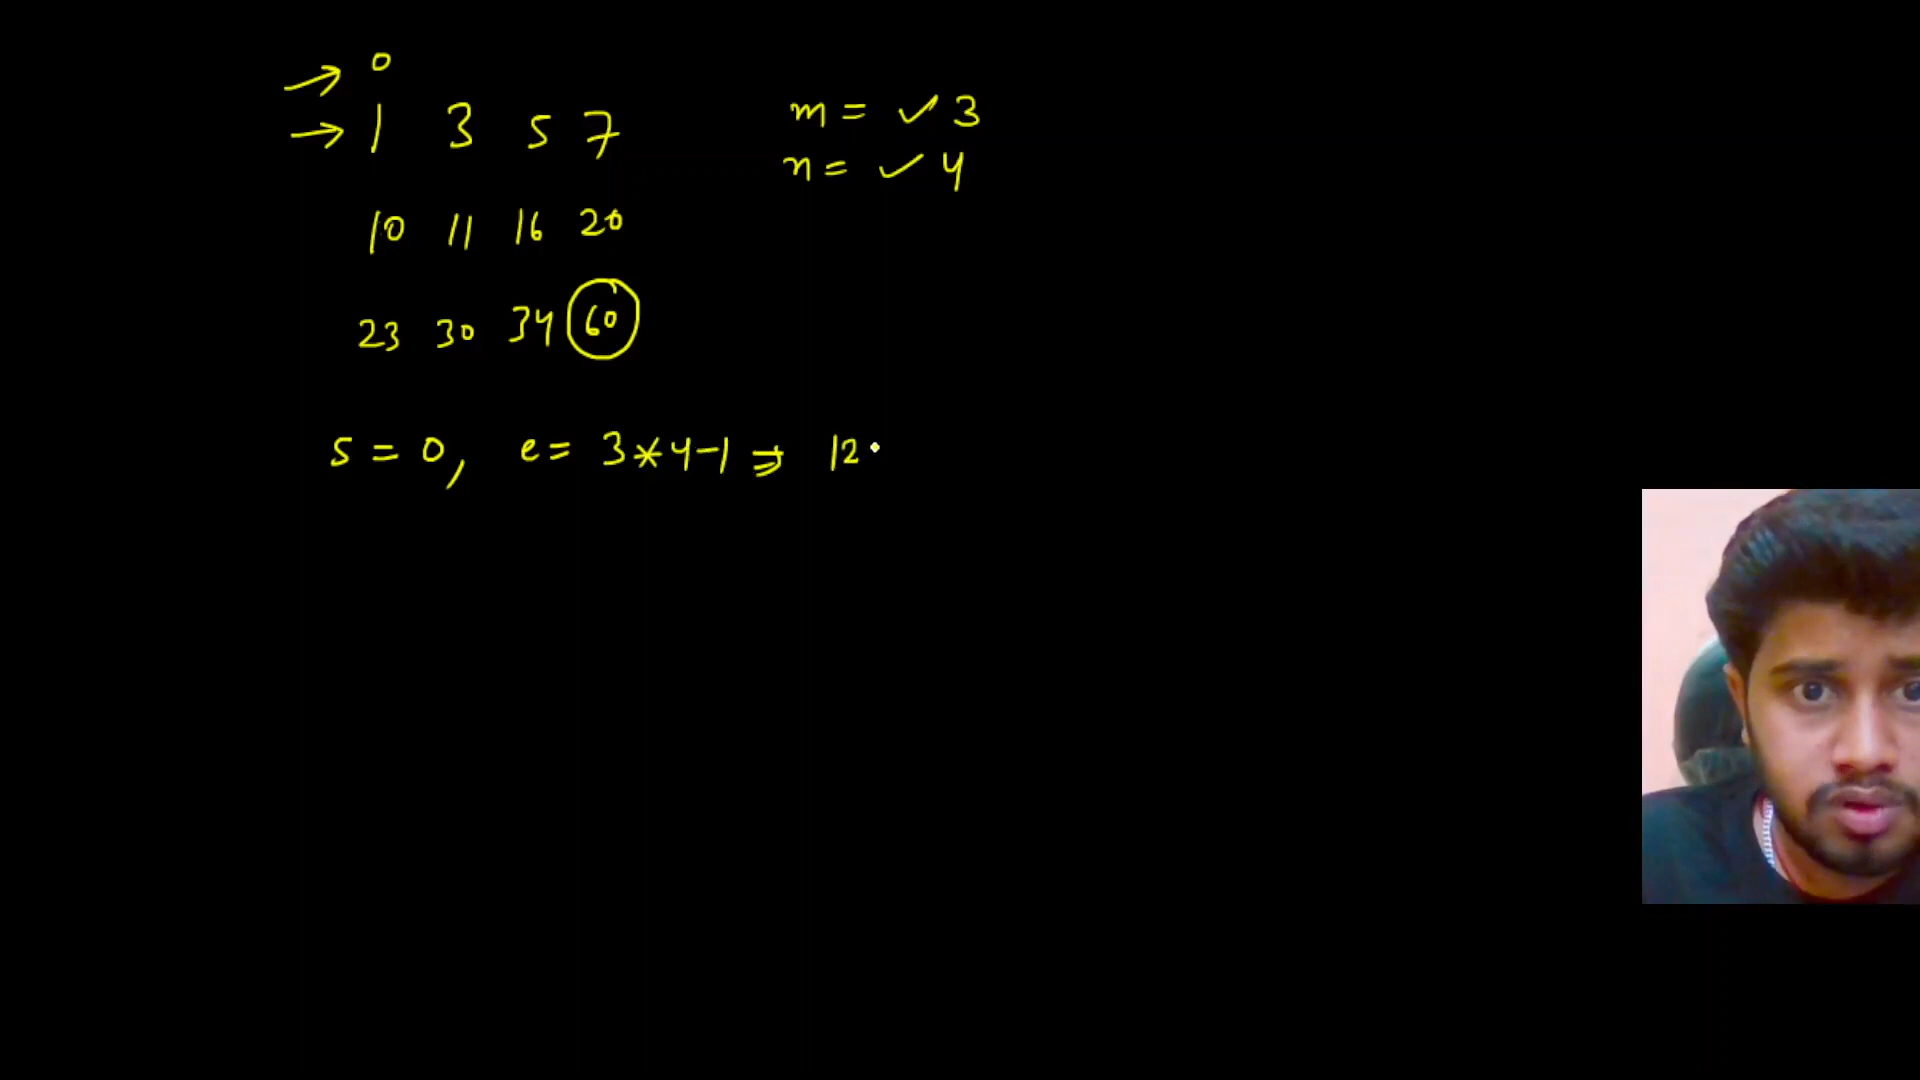 0
→
→ 1 3 5 7
m = ✓ 3
n = ✓ 4
10 11 16 20
23 30 34 60
s = 0, e = 3*4-1 ⇒ 12